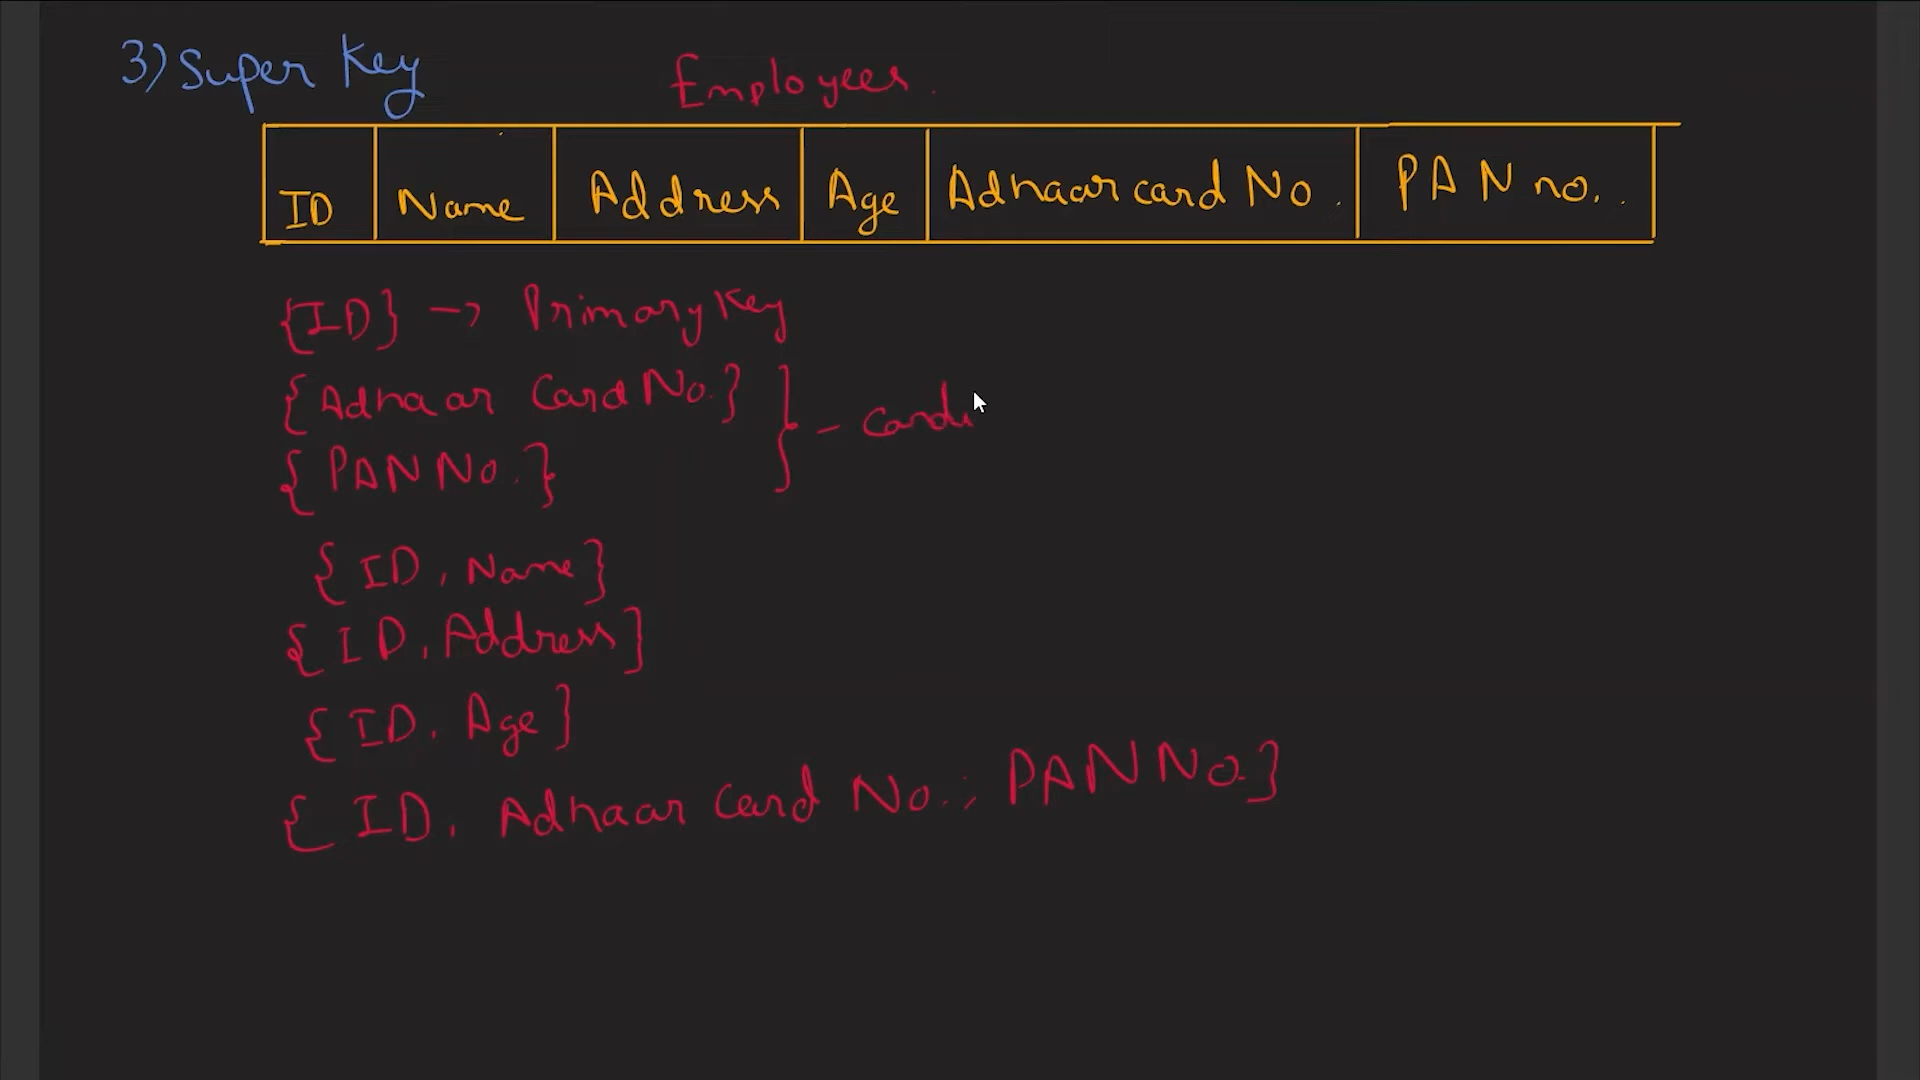 3) Super Key
Employees.
ID Name Address Age Adhaar card No. PAN no..
{ID} -> Primary Key
{Adhaar Card No.}
{PAN No.} } - Candi
{ID, Name}
{ID, Address}
{ID, Age}
{ID, Adhaar Card No., PAN No.}